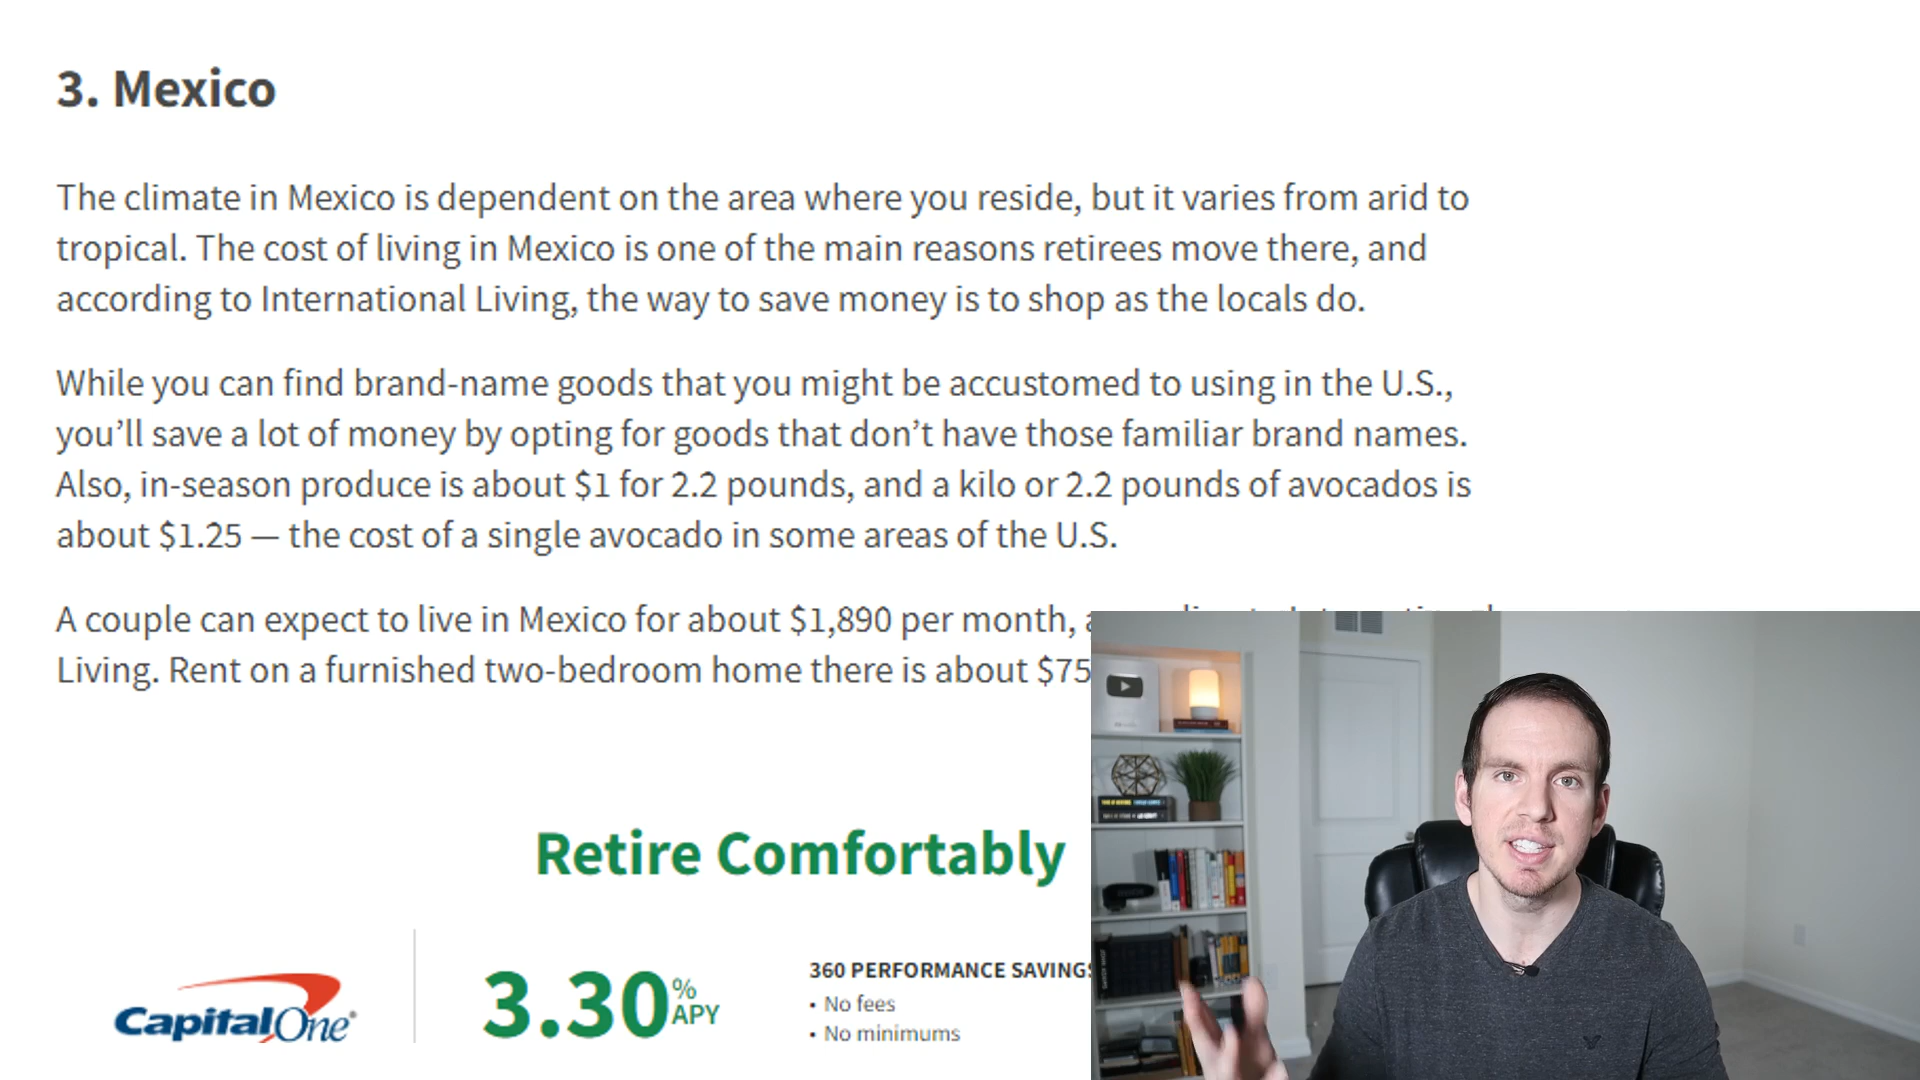 3. Mexico
The climate in Mexico is dependent on the area where you reside, but it varies from arid to
tropical. The cost of living in Mexico is one of the main reasons retirees move there, and
according to International Living, the way to save money is to shop as the locals do.
While you can find brand-name goods that you might be accustomed to using in the U.S.,
you’ll save a lot of money by opting for goods that don’t have those familiar brand names.
Also, in-season produce is about $1 for 2.2 pounds, and a kilo or 2.2 pounds of avocados is
about $1.25 — the cost of a single avocado in some areas of the U.S.
A couple can expect to live in Mexico for about $1,890 per month,
Living. Rent on a furnished two-bedroom home there is about $75
Retire Comfortably
CapitalOne®
3.30% APY
360 PERFORMANCE SAVINGS
• No fees
• No minimums